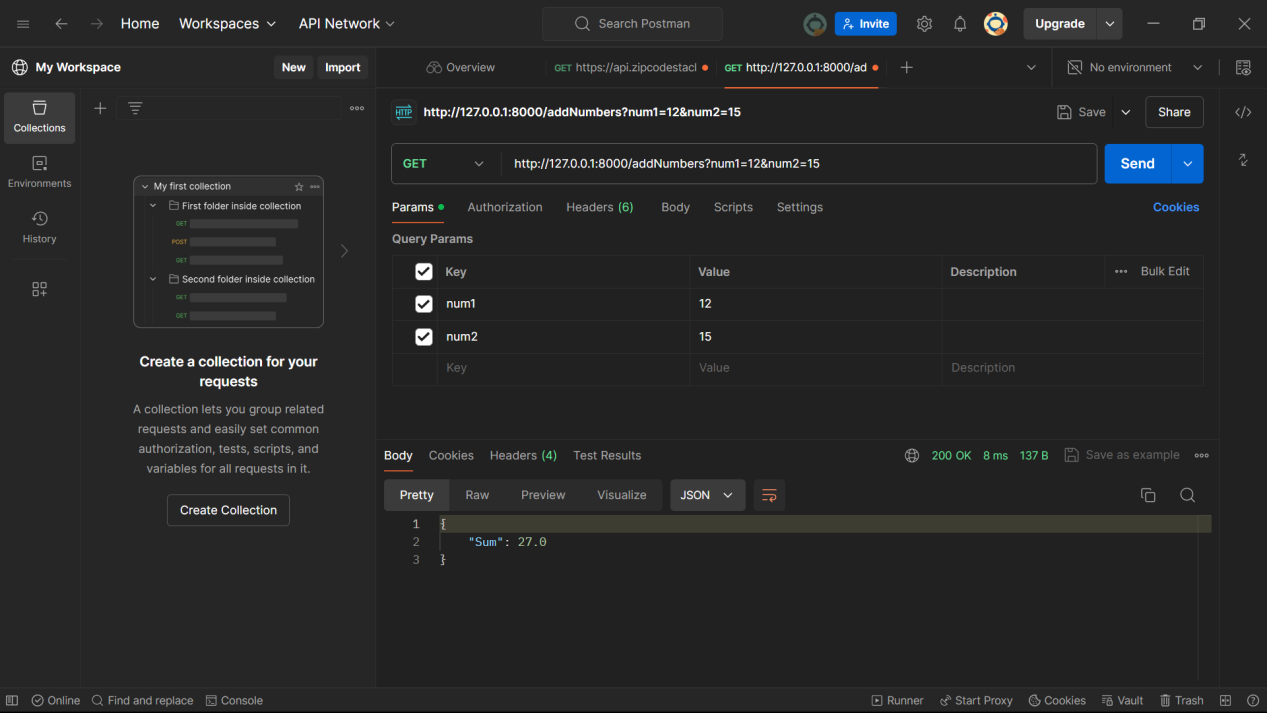 Home Workspaces API Network Search Postman Invite Upgrade
My Workspace New Import Overview GET https://api.zipcodestacl GET http://127.0.0.1:8000/ad No environment
Collections
Environments
History
My first collection
First folder inside collection
GET
POST
GET
Second folder inside collection
GET
GET
Create a collection for your
requests
A collection lets you group related
requests and easily set common
authorization, tests, scripts, and
variables for all requests in it.
Create Collection
HTTP http://127.0.0.1:8000/addNumbers?num1=12&num2=15 Save Share
GET http://127.0.0.1:8000/addNumbers?num1=12&num2=15 Send
Params Authorization Headers (6) Body Scripts Settings Cookies
Query Params
Key Value Description Bulk Edit
num1 12
num2 15
Key Value Description
Body Cookies Headers (4) Test Results 200 OK 8 ms 137 B Save as example
Pretty Raw Preview Visualize JSON
1 {
2 "Sum": 27.0
3 }
Online Find and replace Console Runner Start Proxy Cookies Vault Trash